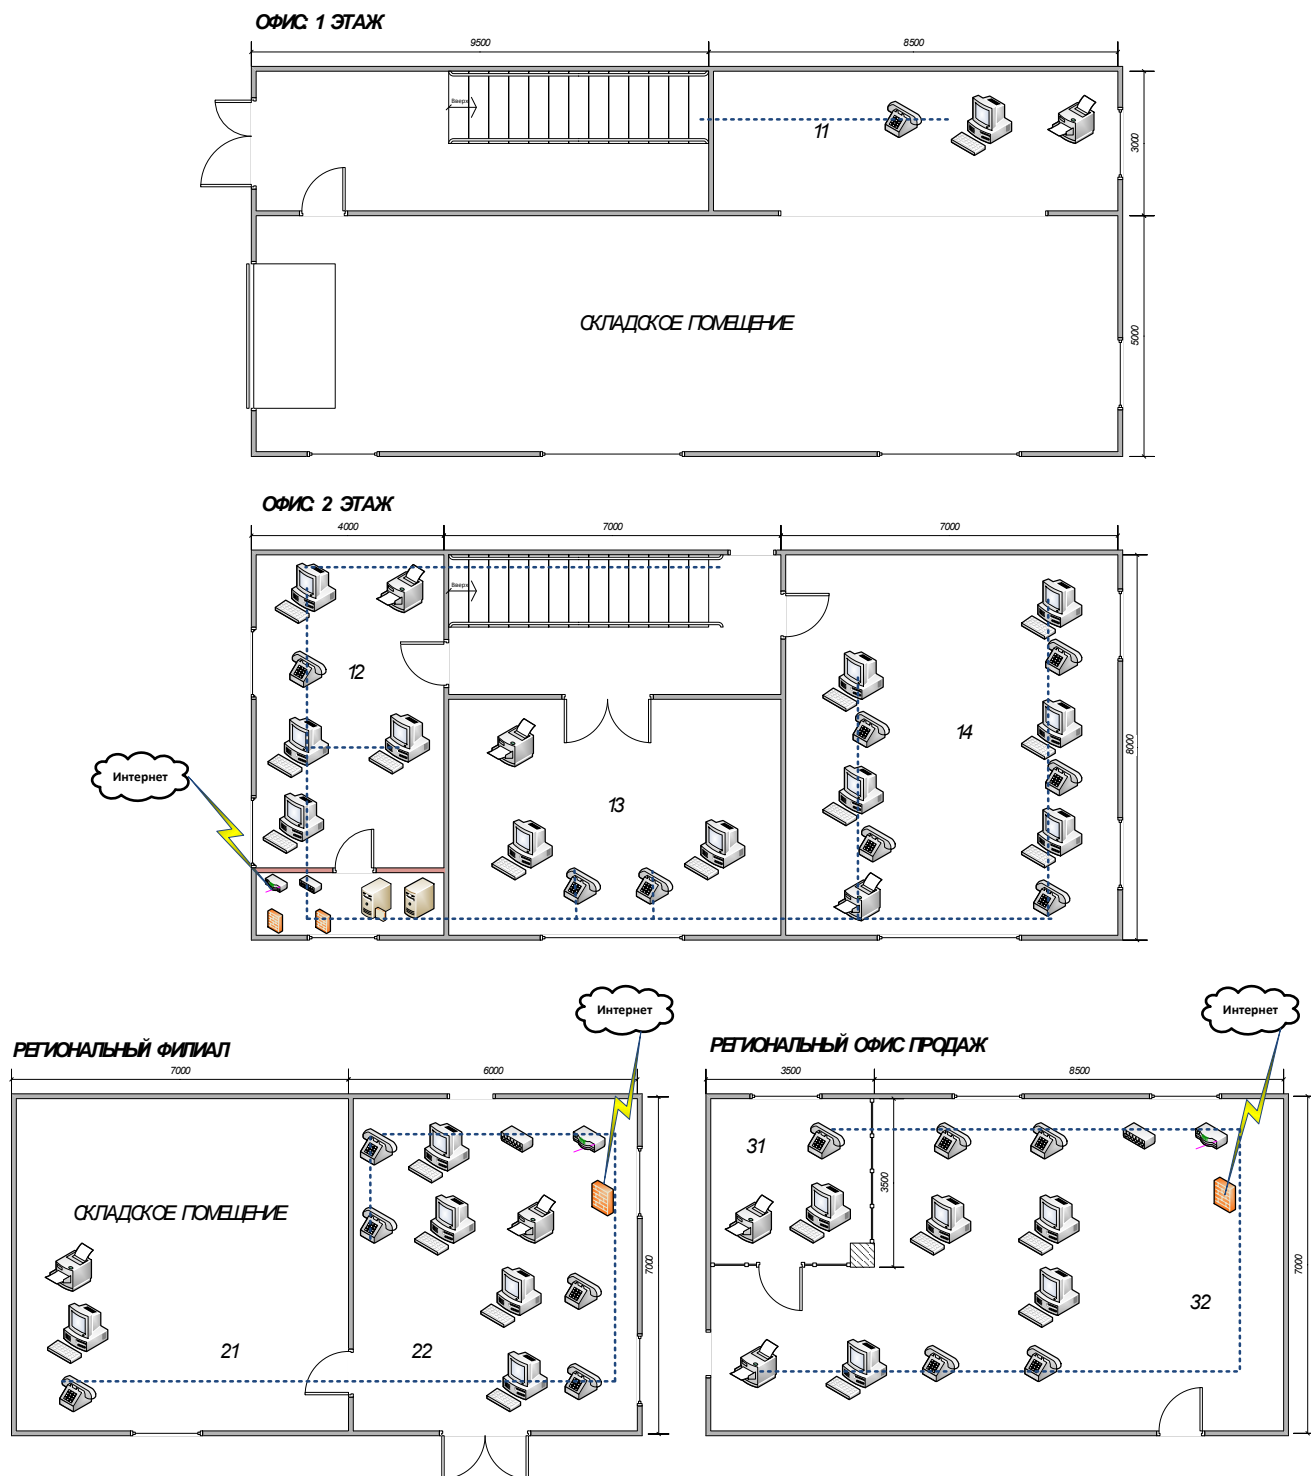 ОФИС: 1 ЭТАЖ
9500
8500
Вверх
11
3000
5000
СКЛАДСКОЕ ПОМЕЩЕНИЕ
ОФИС: 2 ЭТАЖ
4000
7000
7000
Вверх
12
14
8000
Интернет
13
Интернет
Интернет
РЕГИОНАЛЬНЫЙ ФИЛИАЛ
РЕГИОНАЛЬНЫЙ ОФИС ПРОДАЖ
7000
6000
3500
8500
31
3500
СКЛАДСКОЕ ПОМЕЩЕНИЕ
7000
7000
32
21
22